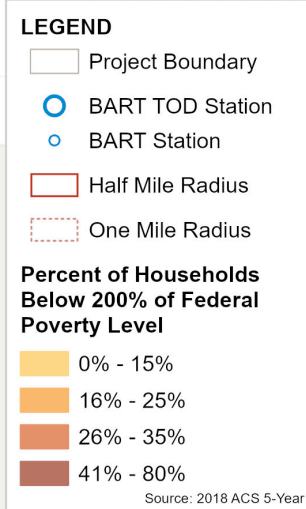 LEGEND
Project Boundary
BART TOD Station
BART Station
Half Mile Radius
One Mile Radius
Percent of Households
Below 200% of Federal
Poverty Level
0% - 15%
16% - 25%
26% - 35%
41% - 80%
Source: 2018 ACS 5-Year